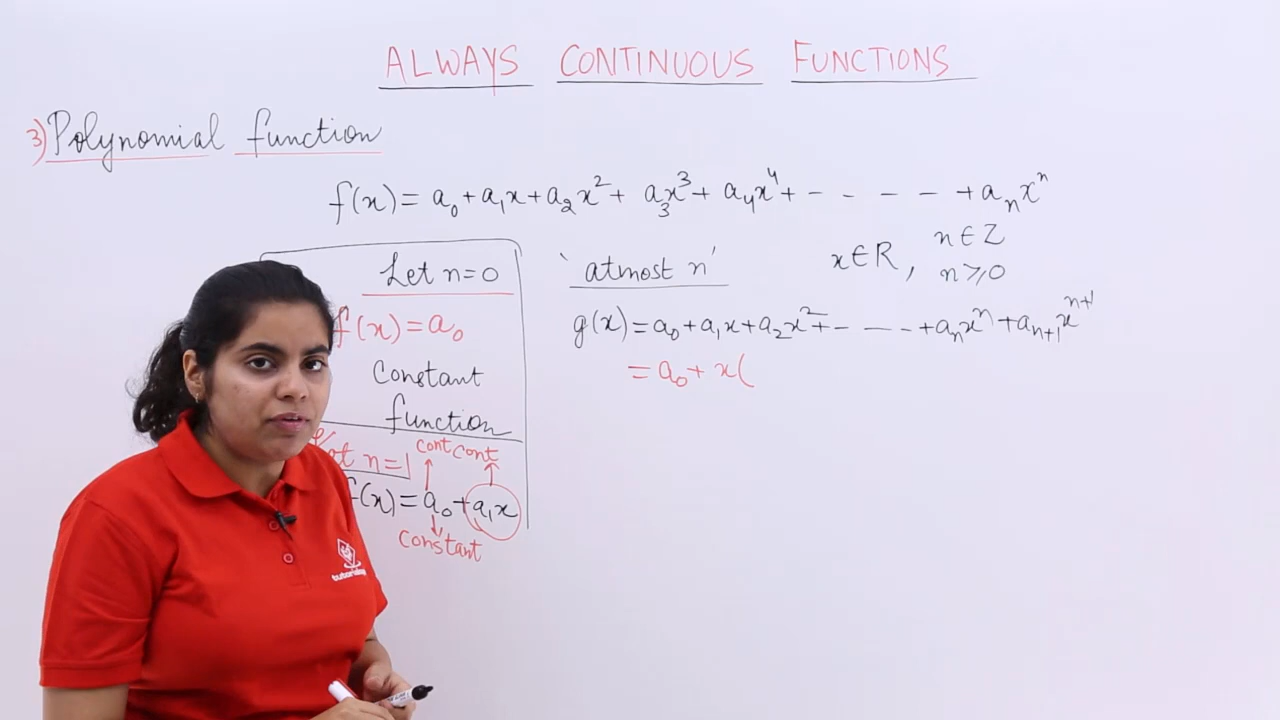 ALWAYS CONTINUOUS FUNCTIONS
3) Polynomial function
f(x) = a₀ + a₁x + a₂x² + a₃x³ + a₄x⁴ + - - - - - + aₙxⁿ
x ∈ R, n ∈ Z
n ≥ 0
Let n = 0
f(x) = a₀
Constant
function
n = 1
cont cont
f(x) = a₀ + a₁x
constant
'atmost n'
g(x) = a₀ + a₁x + a₂x² + - - - - + aₙxⁿ + aₙ₊₁xⁿ⁺¹
= a₀ + x(